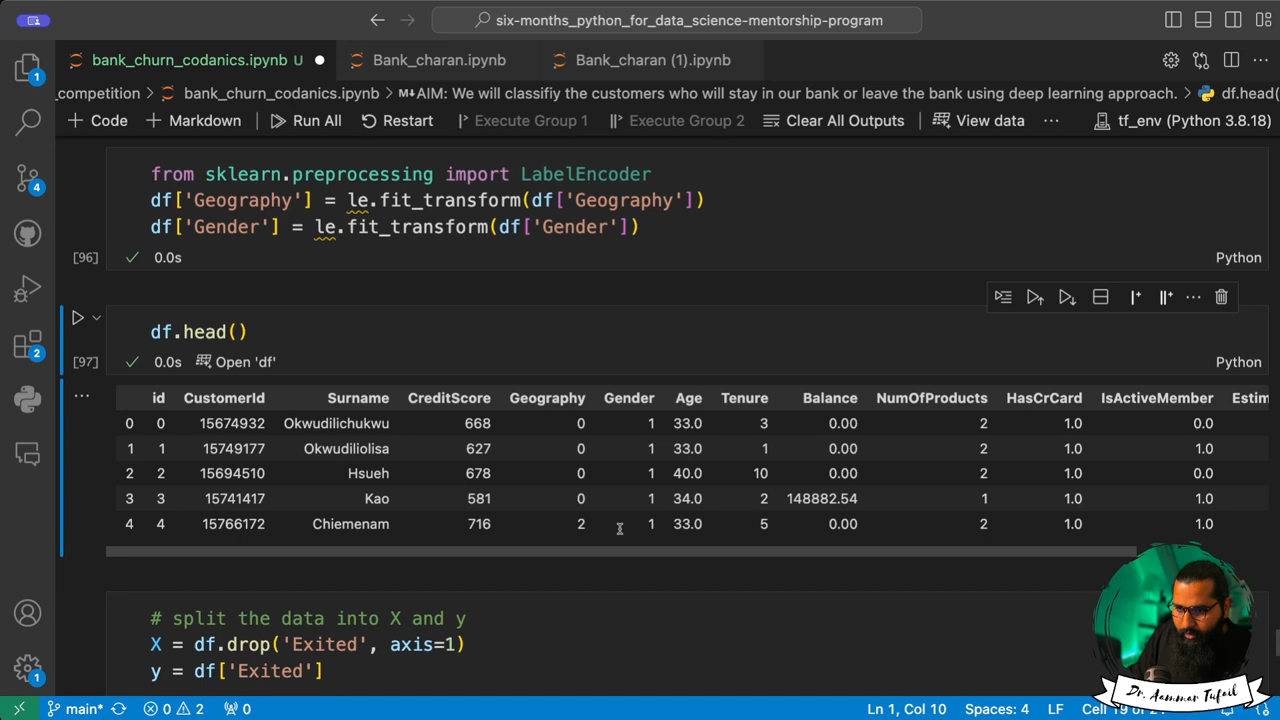 six-months_python_for_data_science-mentorship-program
bank_churn_codanics.ipynb U
Bank_charan.ipynb
Bank_charan (1).ipynb
_competition > bank_churn_codanics.ipynb > M↓AIM: We will classifiy the customers who will stay in our bank or leave the bank using deep learning approach. > df.head(
+ Code + Markdown Run All Restart Execute Group 1 Execute Group 2 Clear All Outputs View data ... tf_env (Python 3.8.18)
from sklearn.preprocessing import LabelEncoder
df['Geography'] = le.fit_transform(df['Geography'])
df['Gender'] = le.fit_transform(df['Gender'])
[96] 0.0s Python
df.head()
[97] 0.0s Open 'df' Python
id CustomerId Surname CreditScore Geography Gender Age Tenure Balance NumOfProducts HasCrCard IsActiveMember Estim
0 0 15674932 Okwudilichukwu 668 0 1 33.0 3 0.00 2 1.0 0.0
1 1 15749177 Okwudiliolisa 627 0 1 33.0 1 0.00 2 1.0 1.0
2 2 15694510 Hsueh 678 0 1 40.0 10 0.00 2 1.0 0.0
3 3 15741417 Kao 581 0 1 34.0 2 148882.54 1 1.0 1.0
4 4 15766172 Chiemenam 716 2 1 33.0 5 0.00 2 1.0 1.0
# split the data into X and y
X = df.drop('Exited', axis=1)
y = df['Exited']
Dr. Aammar Tufail
1
4
2
1
main* 0 2 0 Ln 1, Col 10 Spaces: 4 LF Cell 19 of